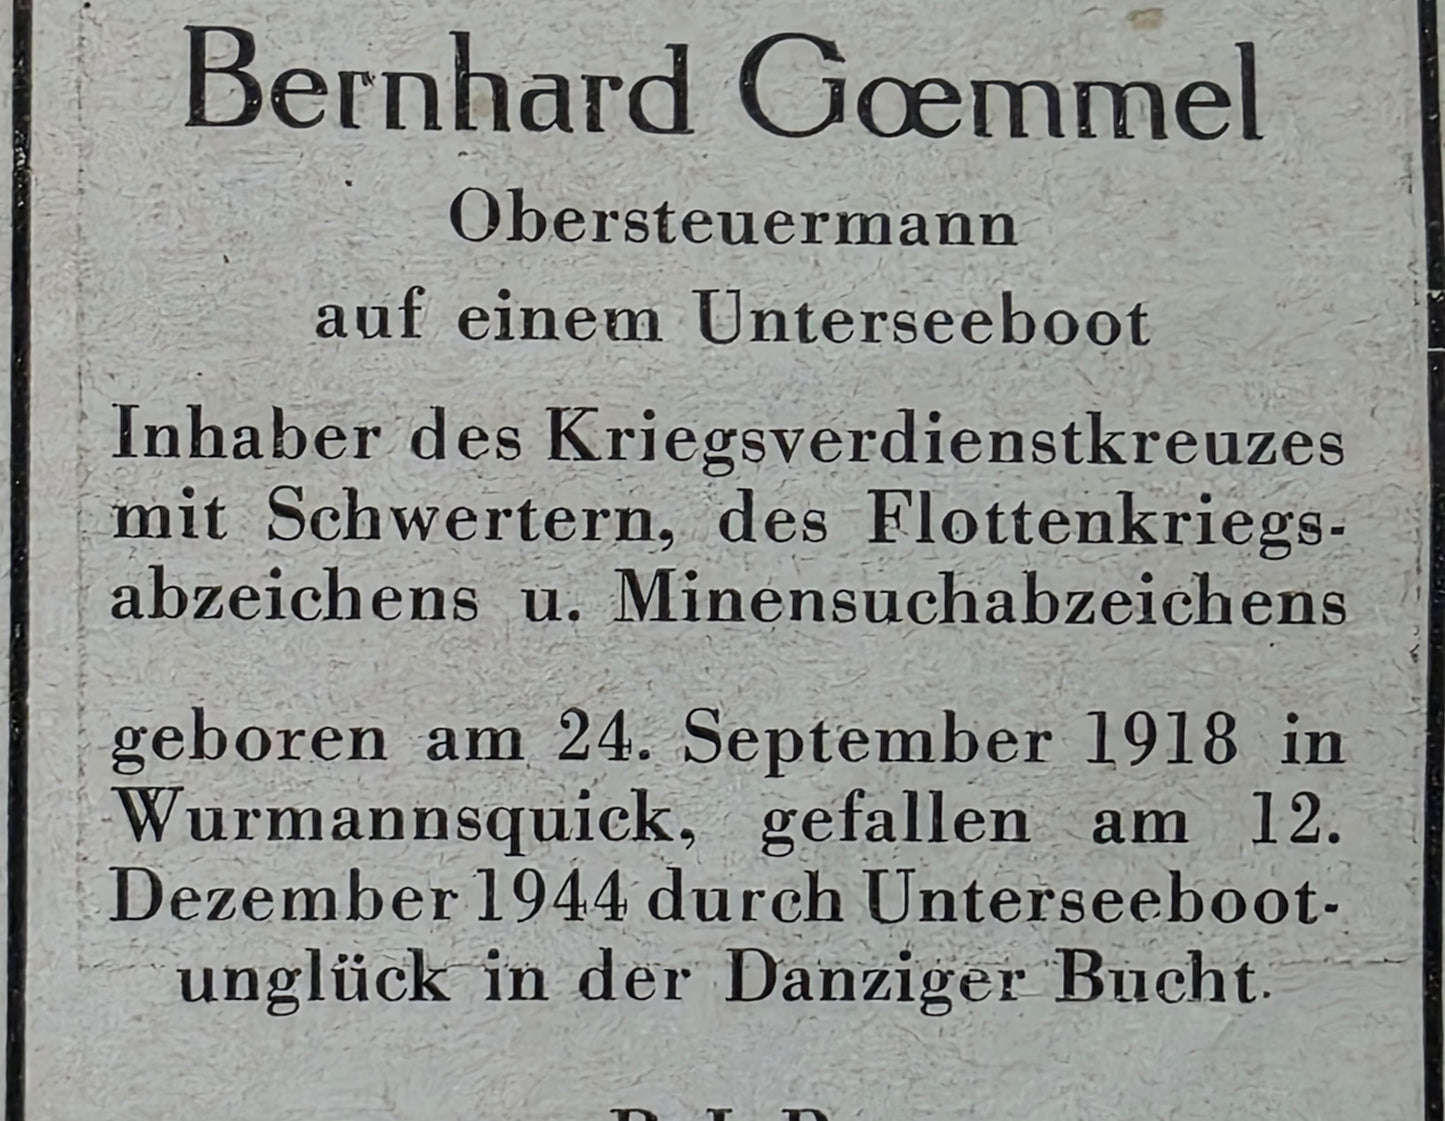 Bernhard Gœmmel
Obersteuermann
auf einem Unterseeboot
Inhaber des Kriegsverdienstkreuzes
mit Schwertern, des Flottenkriegs-
abzeichens u. Minensuchabzeichens
geboren am 24. September 1918 in
Wurmannsquick, gefallen am 12.
Dezember 1944 durch Unterseeboot-
unglück in der Danziger Bucht.